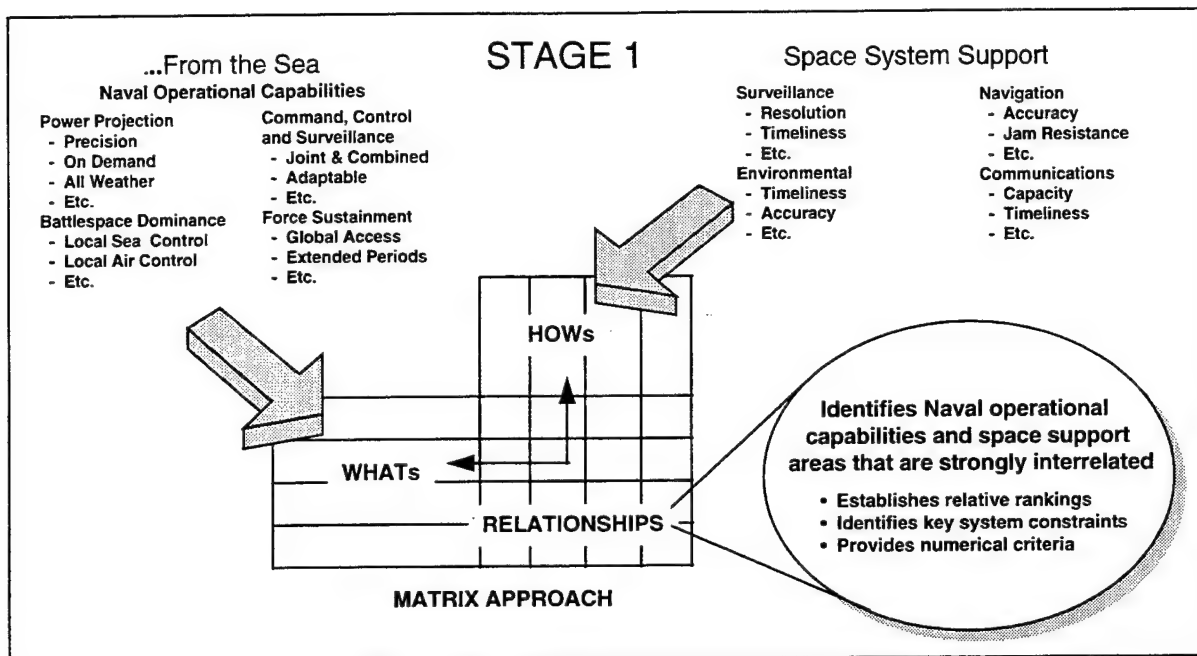 STAGE 1
...From the Sea
Naval Operational Capabilities
Power Projection
- Precision
- On Demand
- All Weather
- Etc.
Battlespace Dominance
- Local Sea Control
- Local Air Control
- Etc.
Command, Control
and Surveillance
- Joint & Combined
- Adaptable
- Etc.
Force Sustainment
- Global Access
- Extended Periods
- Etc.
Space System Support
Surveillance
- Resolution
- Timeliness
- Etc.
Environmental
- Timeliness
- Accuracy
- Etc.
Navigation
- Accuracy
- Jam Resistance
- Etc.
Communications
- Capacity
- Timeliness
- Etc.
HOWs
WHATs
RELATIONSHIPS
MATRIX APPROACH
Identifies Naval operational
capabilities and space support
areas that are strongly interrelated
• Establishes relative rankings
• Identifies key system constraints
• Provides numerical criteria